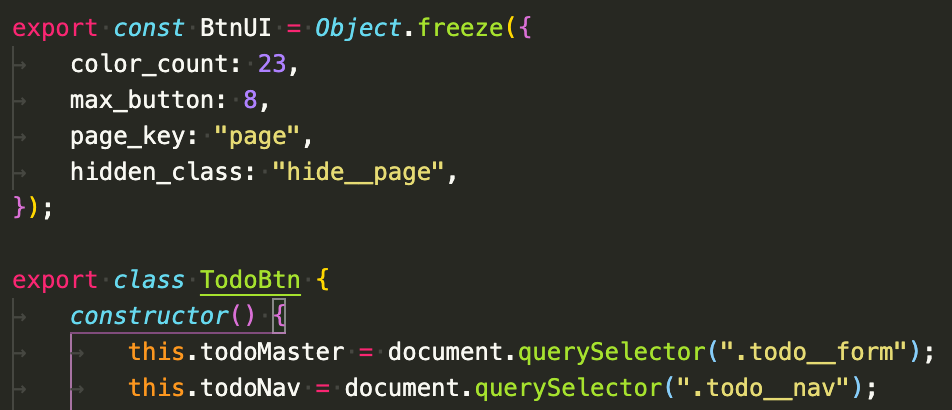 export const BtnUI = Object.freeze({
    color_count: 23,
    max_button: 8,
    page_key: "page",
    hidden_class: "hide__page",
});

export class TodoBtn {
    constructor() {
        this.todoMaster = document.querySelector(".todo__form");
        this.todoNav = document.querySelector(".todo__nav");